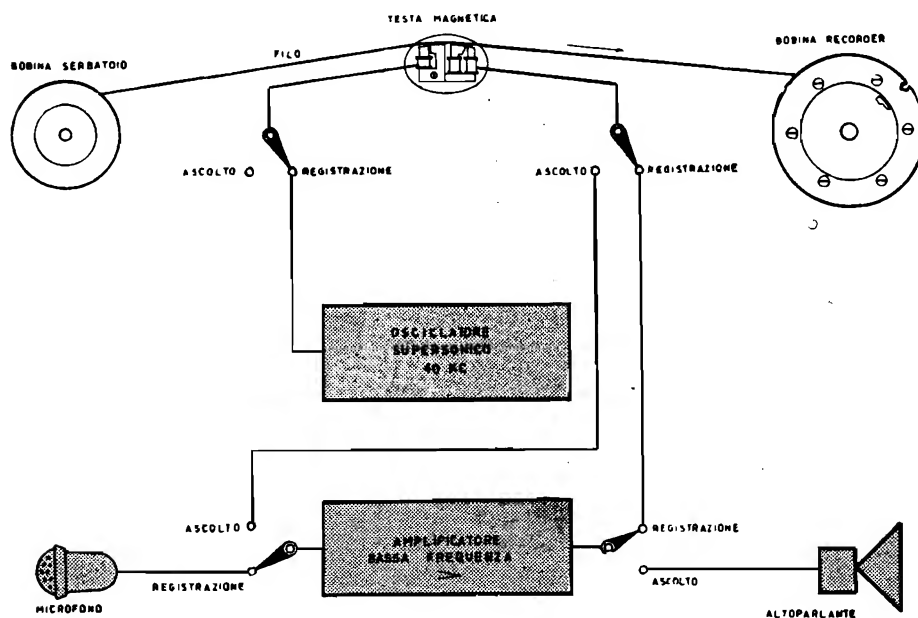 TESTA MAGNETICA
BOBINA SERBATOIO
FILO
BOBINA RECORDER
ASCOLTO
REGISTRAZIONE
ASCOLTO
REGISTRAZIONE
OSCILLATORE
SUPERSONICO
40 KC
ASCOLTO
REGISTRAZIONE
AMPLIFICATORE
BASSA FREQUENZA
REGISTRAZIONE
ASCOLTO
MICROFONO
ALTOPARLANTE